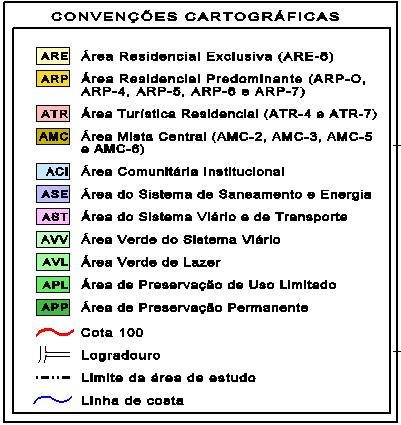 CONVENÇÕES CARTOGRÁFICAS
ARE Área Residencial Exclusiva (ARE-6)
ARP Área Residencial Predominante (ARP-0,
ARP-4, ARP-5, ARP-6 e ARP-7)
ATR Área Turística Residencial (ATR-4 e ATR-7)
AMC Área Mista Central (AMC-2, AMC-3, AMC-5
e AMC-6)
ACI Área Comunitária Institucional
ASE Área do Sistema de Saneamento e Energia
AST Área do Sistema Viário e de Transporte
AVV Área Verde do Sistema Viário
AVL Área Verde de Lazer
APL Área de Preservação de Uso Limitado
APP Área de Preservação Permanente
Cota 100
Logradouro
Limite da área de estudo
Linha de costa